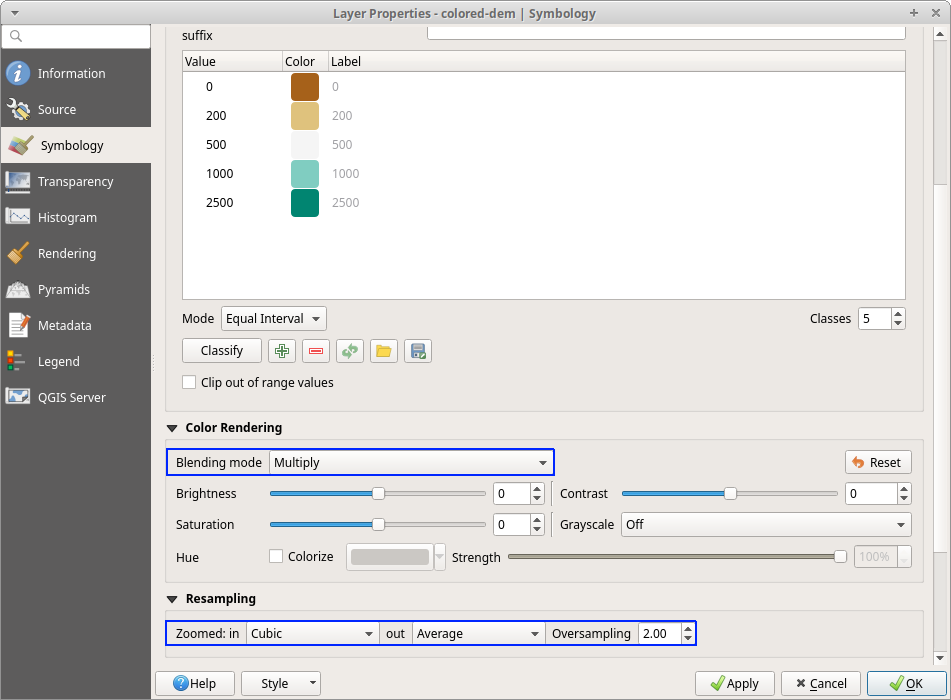 Layer Properties - colored-dem | Symbology
Information
Source
Symbology
Transparency
Histogram
Rendering
Pyramids
Metadata
Legend
QGIS Server
suffix
Value Color Label
0 0
200 200
500 500
1000 1000
2500 2500
Mode Equal Interval Classes 5
Classify
Clip out of range values
Color Rendering
Blending mode Multiply Reset
Brightness 0 Contrast 0
Saturation 0 Grayscale Off
Hue Colorize Strength 100%
Resampling
Zoomed: in Cubic out Average Oversampling 2.00
Help Style Apply Cancel OK